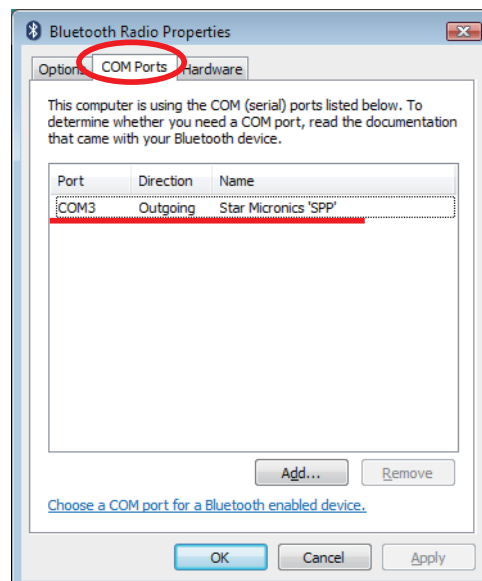 Bluetooth Radio Properties
Options COM Ports Hardware
This computer is using the COM (serial) ports listed below. To
determine whether you need a COM port, read the documentation
that came with your Bluetooth device.
Port Direction Name
COM3 Outgoing Star Micronics 'SPP'
Add... Remove
Choose a COM port for a Bluetooth enabled device.
OK Cancel Apply